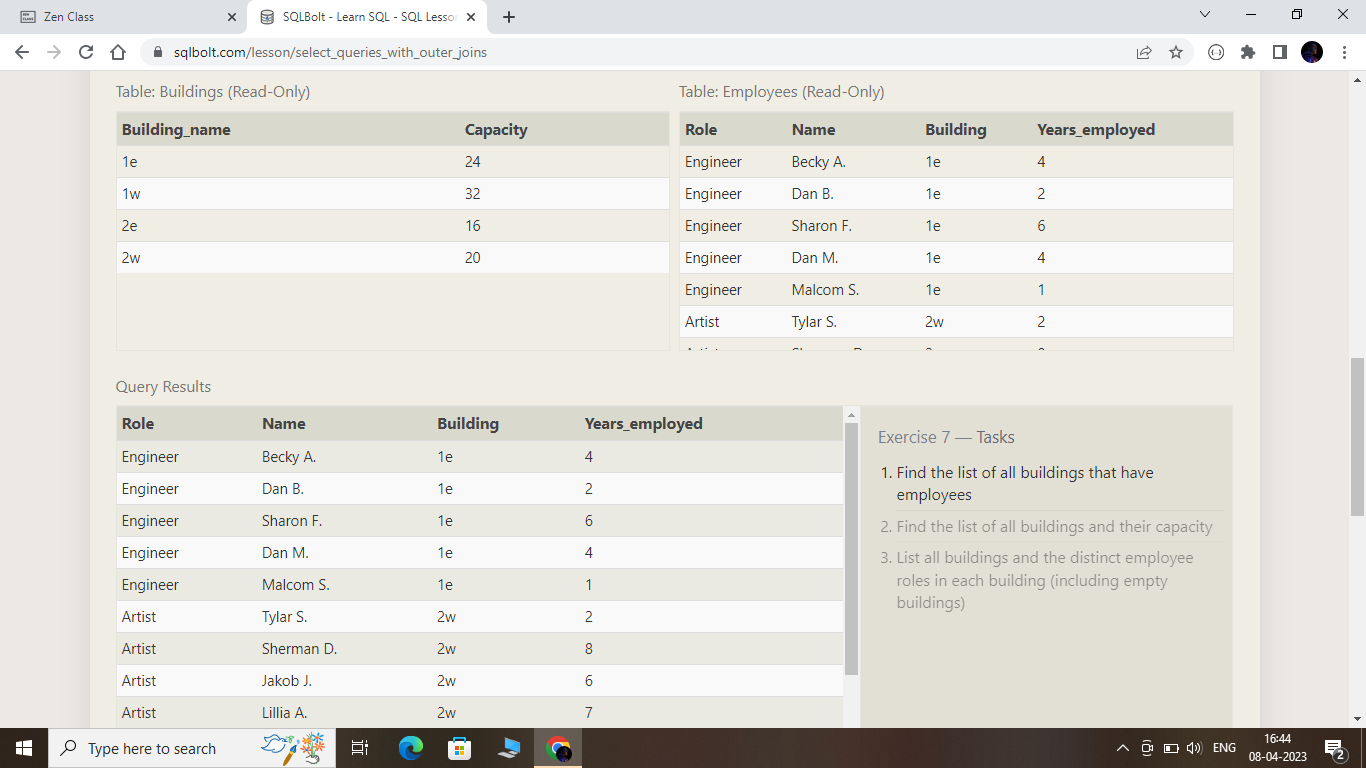 Zen Class
SQLBolt - Learn SQL - SQL Lesso
sqlbolt.com/lesson/select_queries_with_outer_joins
Table: Buildings (Read-Only)
Building_name Capacity
1e 24
1w 32
2e 16
2w 20
Table: Employees (Read-Only)
Role Name Building Years_employed
Engineer Becky A. 1e 4
Engineer Dan B. 1e 2
Engineer Sharon F. 1e 6
Engineer Dan M. 1e 4
Engineer Malcom S. 1e 1
Artist Tylar S. 2w 2
Query Results
Role Name Building Years_employed
Engineer Becky A. 1e 4
Engineer Dan B. 1e 2
Engineer Sharon F. 1e 6
Engineer Dan M. 1e 4
Engineer Malcom S. 1e 1
Artist Tylar S. 2w 2
Artist Sherman D. 2w 8
Artist Jakob J. 2w 6
Artist Lillia A. 2w 7
Exercise 7 — Tasks
1. Find the list of all buildings that have
employees
2. Find the list of all buildings and their capacity
3. List all buildings and the distinct employee
roles in each building (including empty
buildings)
Type here to search
ENG
16:44
08-04-2023
2